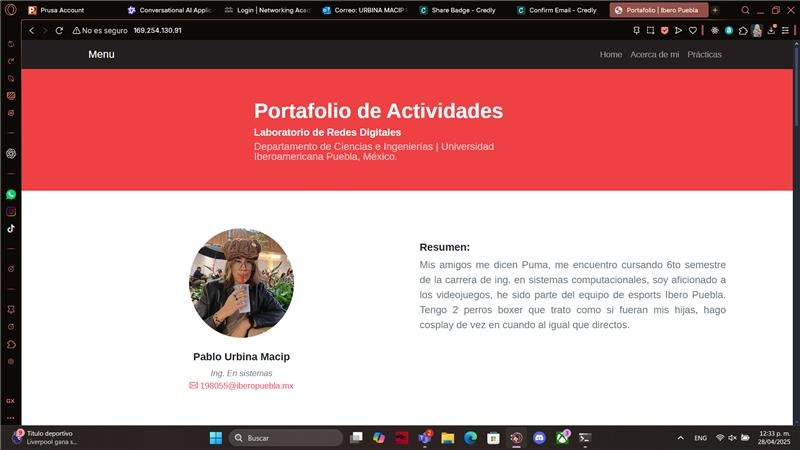 Prusa Account
Conversational AI Applic
Login | Networking Acad
Correo: URBINA MACIP
Share Badge - Credly
Confirm Email - Credly
Portafolio | Ibero Puebla
No es seguro 169.254.130.91
Menu
Home Acerca de mi Prácticas
Portafolio de Actividades
Laboratorio de Redes Digitales
Departamento de Ciencias e Ingenierías | Universidad
Iberoamericana Puebla, México.
Resumen:
Mis amigos me dicen Puma, me encuentro cursando 6to semestre
de la carrera de ing. en sistemas computacionales, soy aficionado a
los videojuegos, he sido parte del equipo de esports Ibero Puebla.
Tengo 2 perros boxer que trato como si fueran mis hijas, hago
cosplay de vez en cuando al igual que directos.
Pablo Urbina Macip
Ing. En sistemas
198055@iberopuebla.mx
GX
Título deportivo
Liverpool gana s...
Buscar
ENG
12:33 p. m.
28/04/2025